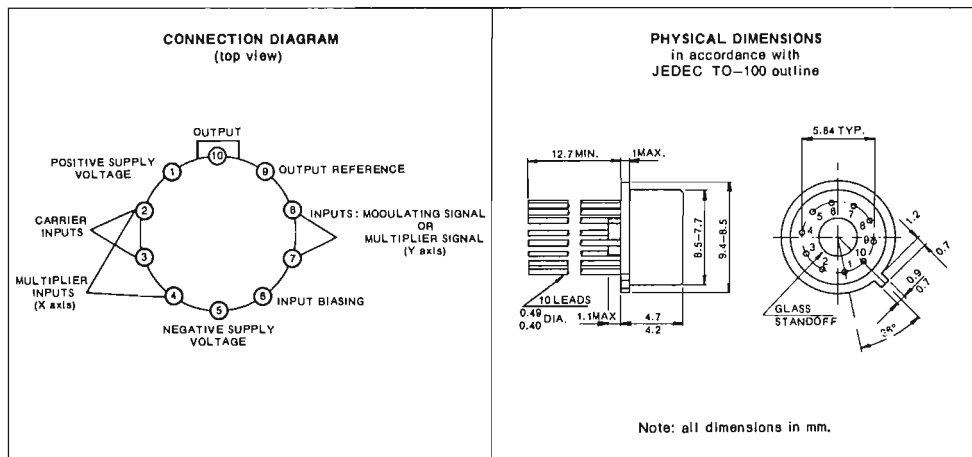 CONNECTION DIAGRAM
(top view)
OUTPUT
10
POSITIVE SUPPLY
VOLTAGE
1
9
OUTPUT REFERENCE
2
8
INPUTS : MODULATING SIGNAL
OR
MULTIPLIER SIGNAL
(Y axis)
CARRIER
INPUTS
3
7
MULTIPLIER
INPUTS
(X axis)
4
6
INPUT BIASING
5
NEGATIVE SUPPLY
VOLTAGE
PHYSICAL DIMENSIONS
in accordance with
JEDEC TO–100 outline
5.84 TYP.
12.7 MIN.
1 MAX.
8.5–7.7
9.4–8.5
10 LEADS
0.49
0.40
DIA.
1.1 MAX
4.7
4.2
6
7
5
8
4
9
3
10
2
1
1.2
0.7
0.9
0.7
GLASS
STANDOFF
36°
Note: all dimensions in mm.